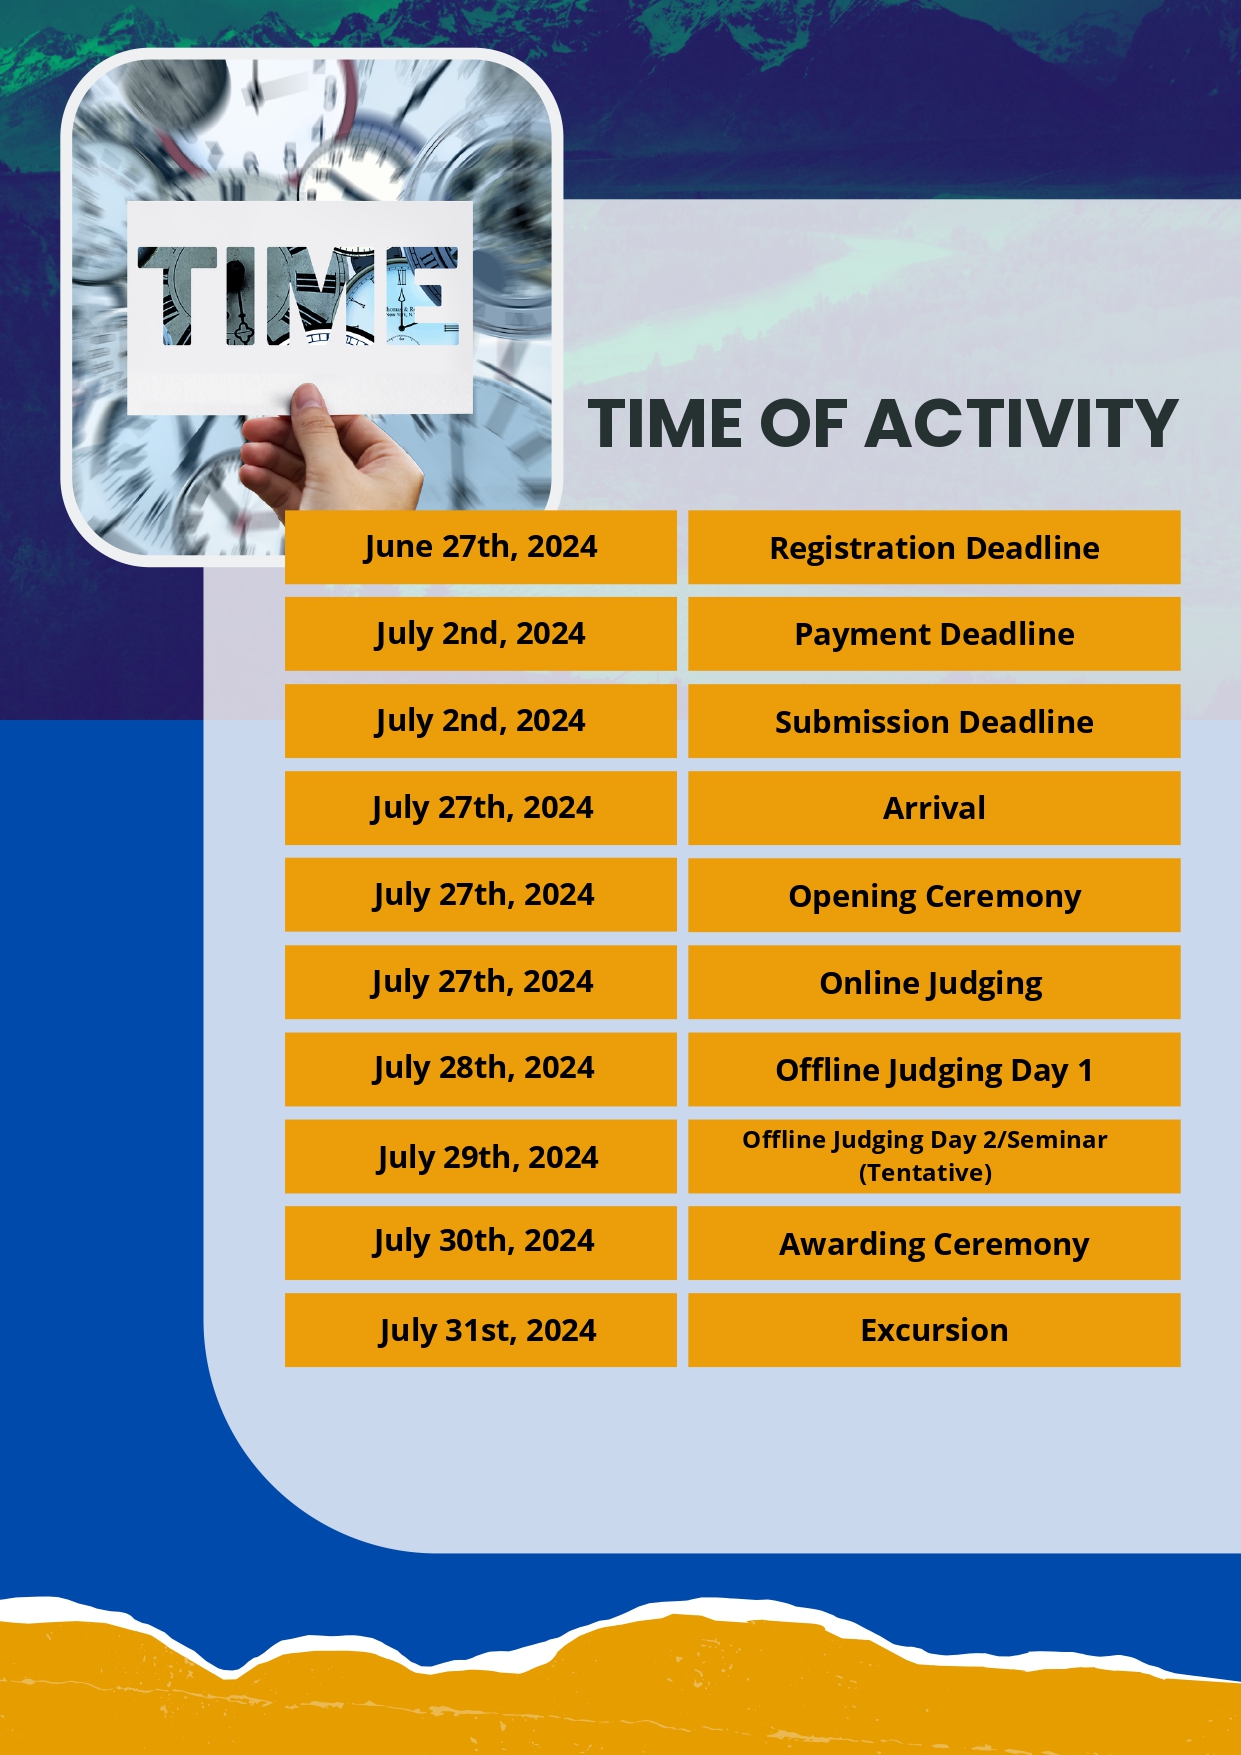 TIME
TIME OF ACTIVITY
June 27th, 2024
Registration Deadline
July 2nd, 2024
Payment Deadline
July 2nd, 2024
Submission Deadline
July 27th, 2024
Arrival
July 27th, 2024
Opening Ceremony
July 27th, 2024
Online Judging
July 28th, 2024
Offline Judging Day 1
July 29th, 2024
Offline Judging Day 2/Seminar
(Tentative)
July 30th, 2024
Awarding Ceremony
July 31st, 2024
Excursion